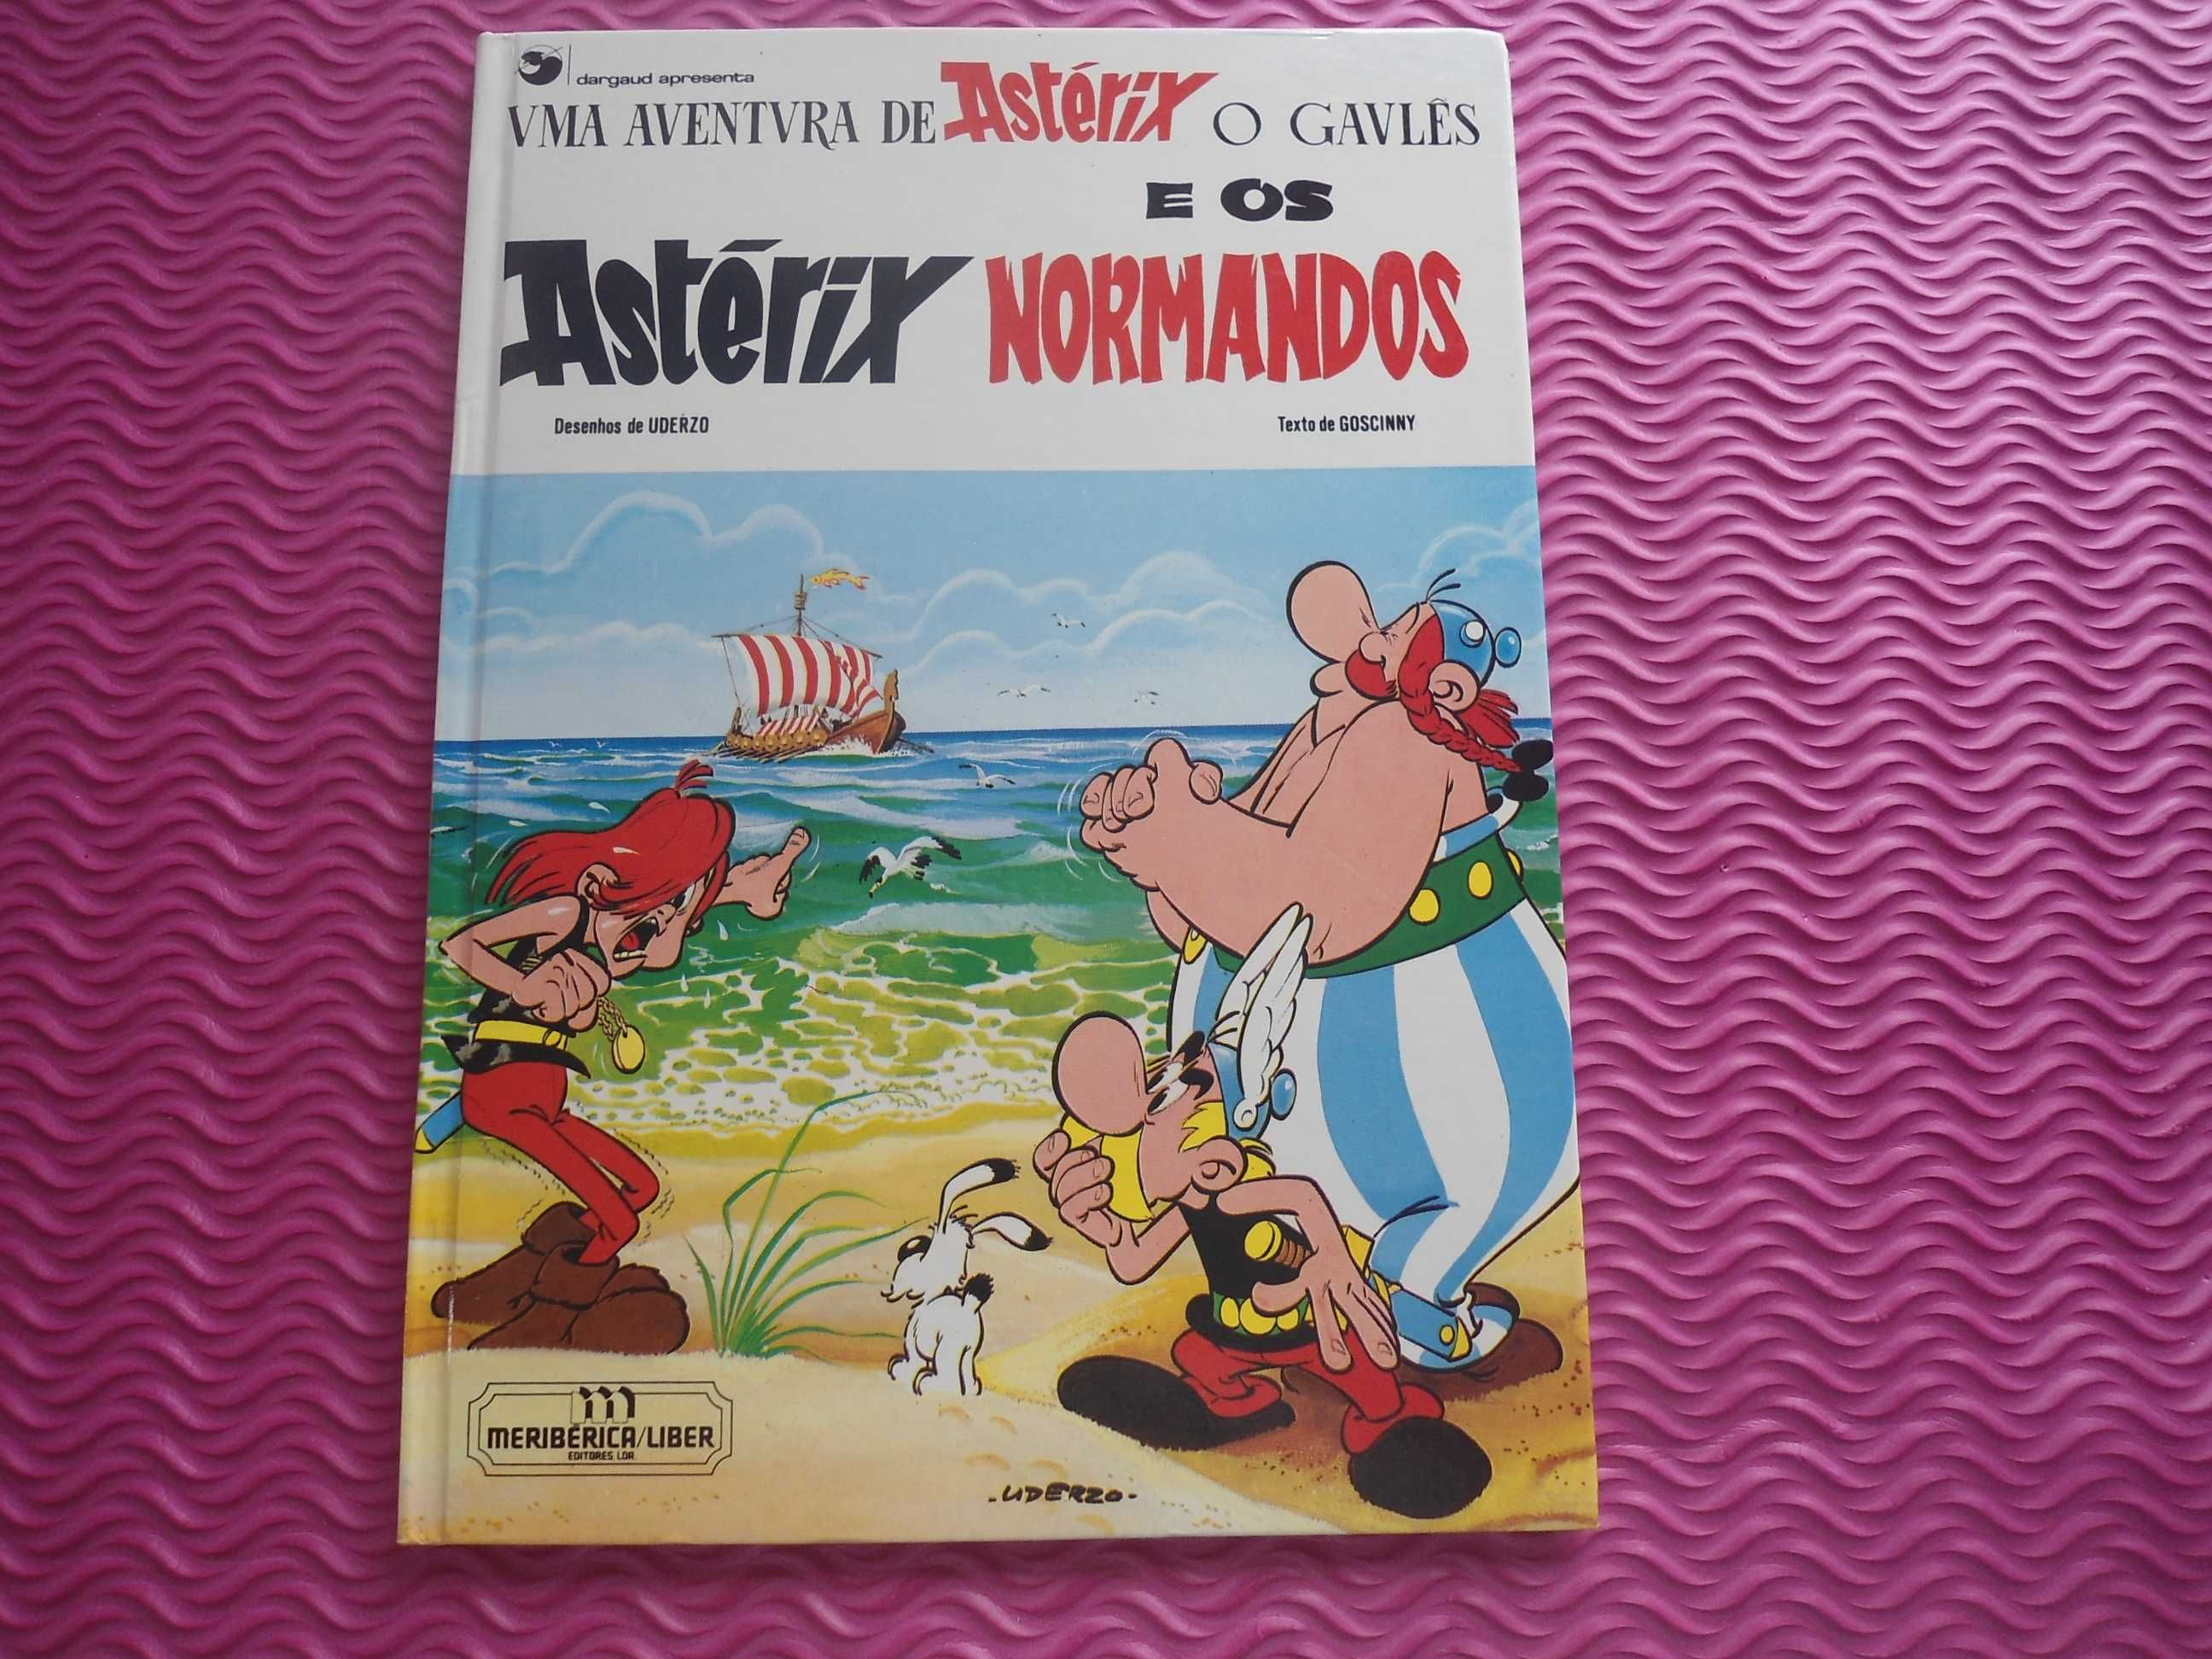 dargaud apresenta
VMA AVENTVRA DE Astérix O GAVLÊS
E OS
Astérix NORMANDOS
Desenhos de UDERZO
Texto de GOSCINNY
MERIBÉRICA/LIBER
EDITORES LDA
-UDERZO-